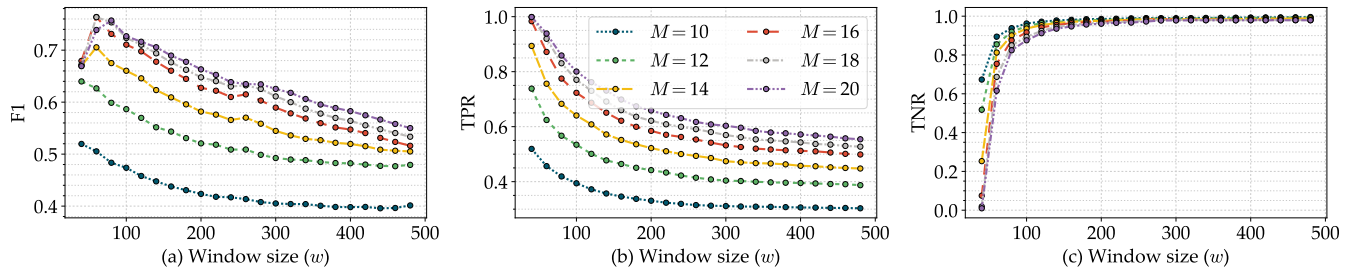 F1
0.7
0.6
0.5
0.4
100
200
300
400
500
(a) Window size (w)
TPR
1.0
0.8
0.6
0.4
100
200
300
400
500
(b) Window size (w)
M = 10
M = 12
M = 14
M = 16
M = 18
M = 20
TNR
1.0
0.8
0.6
0.4
0.2
0.0
100
200
300
400
500
(c) Window size (w)